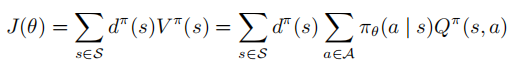 J(θ) = ∑_{s∈𝒮} d^π(s)V^π(s) = ∑_{s∈𝒮} d^π(s) ∑_{a∈𝒜} π_θ(a | s)Q^π(s, a)